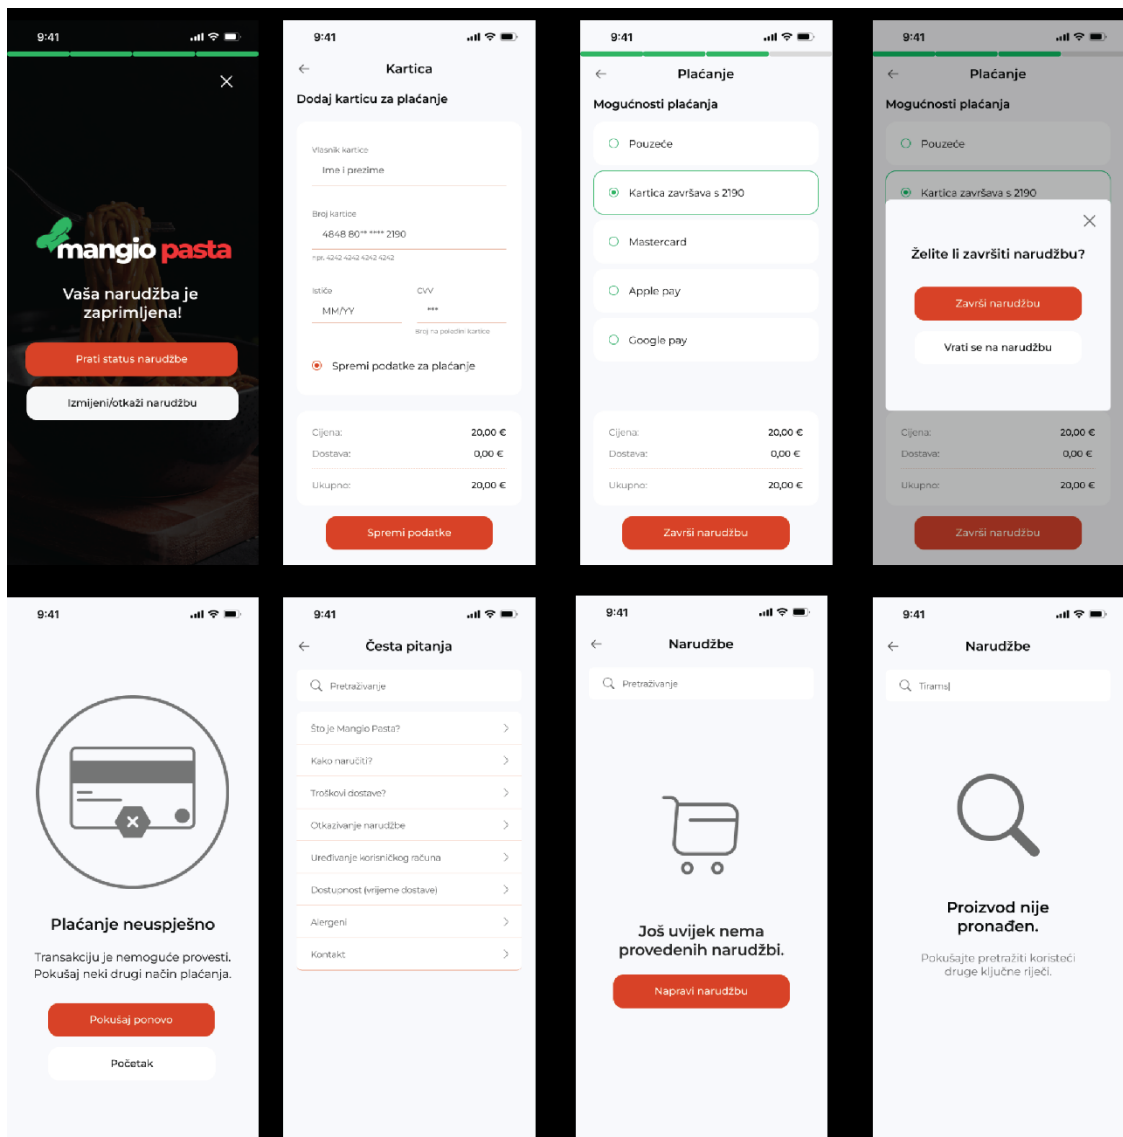 9:41
mangio pasta
Vaša narudžba je
zaprimljena!
Prati status narudžbe
Izmijeni/otkaži narudžbu
9:41
Kartica
Dodaj karticu za plaćanje
Vlasnik kartice
Ime i prezime
Broj kartice
4848 80** **** 2190
npr. 4242 4242 4242 4242
Ističe
CVV
MM/YY
***
Broj na poleđini kartice
Spremi podatke za plaćanje
Cijena: 20,00 €
Dostava: 0,00 €
Ukupno: 20,00 €
Spremi podatke
9:41
Plaćanje
Mogućnosti plaćanja
Pouzeće
Kartica završava s 2190
Mastercard
Apple pay
Google pay
Cijena: 20,00 €
Dostava: 0,00 €
Ukupno: 20,00 €
Završi narudžbu
9:41
Plaćanje
Mogućnosti plaćanja
Pouzeće
Kartica završava s 2190
Želite li završiti narudžbu?
Završi narudžbu
Vrati se na narudžbu
Cijena: 20,00 €
Dostava: 0,00 €
Ukupno: 20,00 €
Završi narudžbu
9:41
Plaćanje neuspješno
Transakciju je nemoguće provesti.
Pokušaj neki drugi način plaćanja.
Pokušaj ponovo
Početak
9:41
Česta pitanja
Pretraživanje
Što je Mangio Pasta?
Kako naručiti?
Troškovi dostave?
Otkazivanje narudžbe
Uređivanje korisničkog računa
Dostupnost (vrijeme dostave)
Alergeni
Kontakt
9:41
Narudžbe
Pretraživanje
Još uvijek nema
provedenih narudžbi.
Napravi narudžbu
9:41
Narudžbe
Tirams
Proizvod nije
pronađen.
Pokušajte pretražiti koristeći
druge ključne riječi.